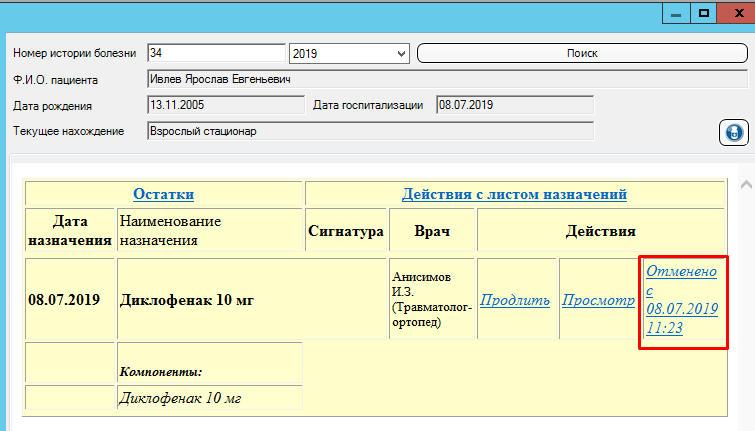 Номер истории болезни 34 2019 Поиск
Ф.И.О. пациента Ивлев Ярослав Евгеньевич
Дата рождения 13.11.2005 Дата госпитализации 08.07.2019
Текущее нахождение Взрослый стационар
Остатки Действия с листом назначений
Дата
назначения
Наименование
назначения
Сигнатура Врач Действия
08.07.2019 Диклофенак 10 мг
Анисимов
И.З.
(Травматолог-
ортопед)
Продлить Просмотр
Отменено
с
08.07.2019
11:23
Компоненты:
Диклофенак 10 мг